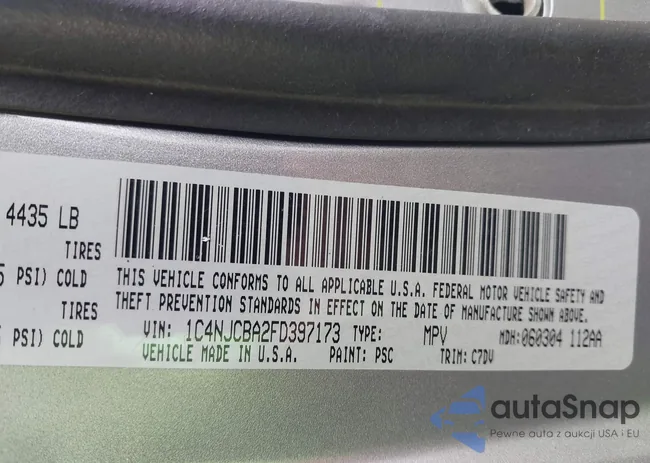 4435 LB
TIRES
5 PSI) COLD
TIRES
PSI) COLD
THIS VEHICLE CONFORMS TO ALL APPLICABLE U.S.A. FEDERAL MOTOR VEHICLE SAFETY AND
THEFT PREVENTION STANDARDS IN EFFECT ON THE DATE OF MANUFACTURE SHOWN ABOVE.
VIN: 1C4NJCBA2FD397173 TYPE: MPV MDH:060304 112AA
VEHICLE MADE IN U.S.A. PAINT: PSC TRIM: C7DV
autoSnap
Pewne auta z aukcji USA i EU